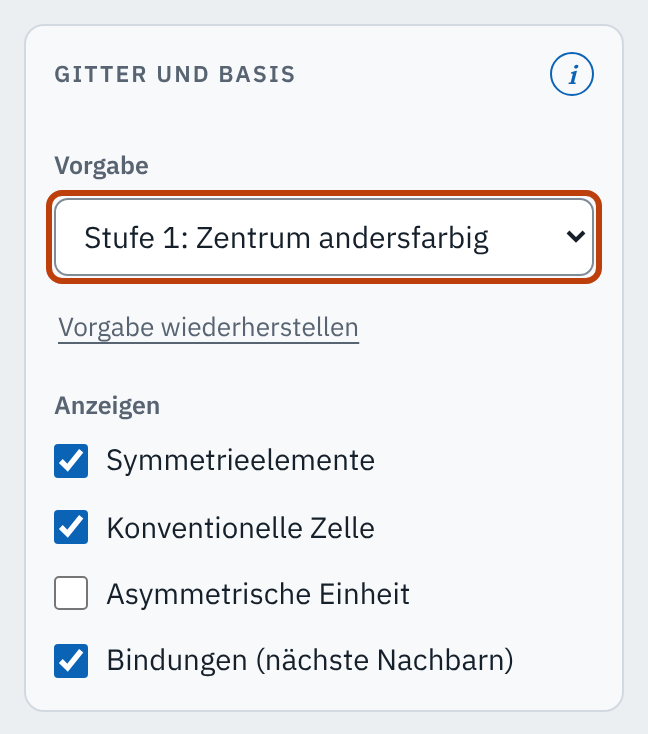 GITTER UND BASIS
i
Vorgabe
Stufe 1: Zentrum andersfarbig
Vorgabe wiederherstellen
Anzeigen
Symmetrieelemente
Konventionelle Zelle
Asymmetrische Einheit
Bindungen (nächste Nachbarn)